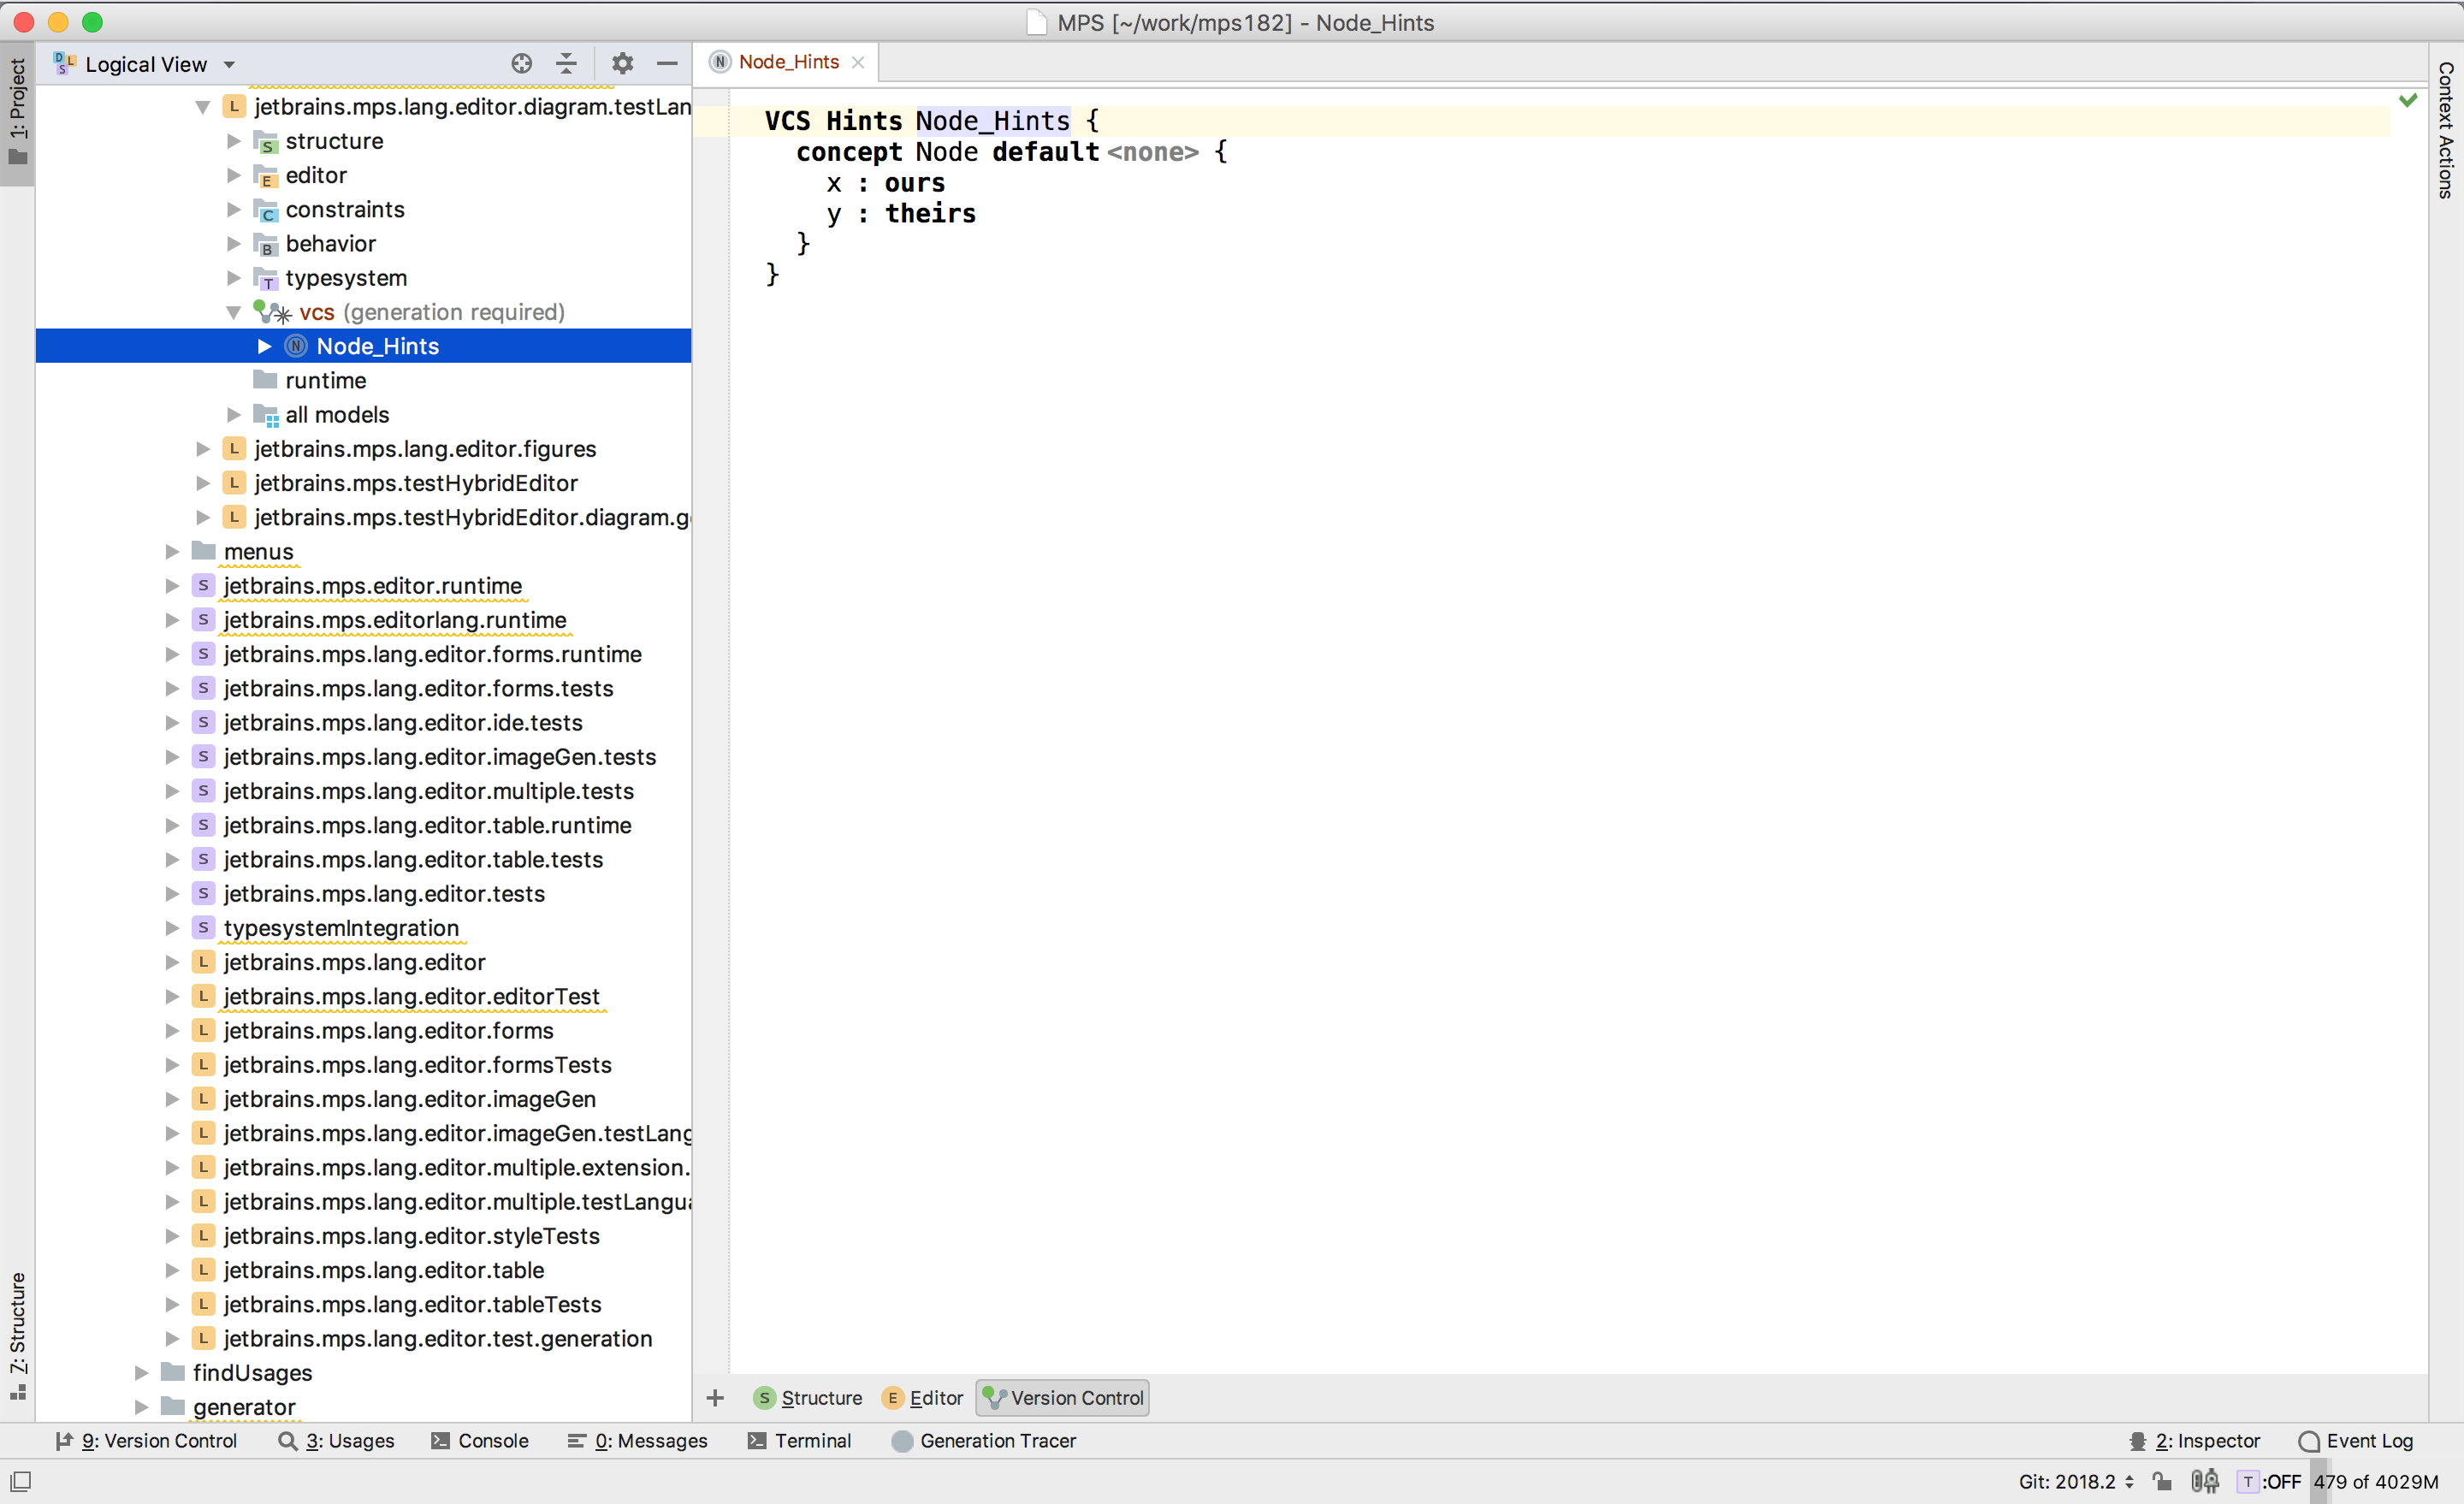 MPS [~/work/mps182] - Node_Hints
1: Project
Logical View
jetbrains.mps.lang.editor.diagram.testLan
structure
editor
constraints
behavior
typesystem
vcs (generation required)
Node_Hints
runtime
all models
jetbrains.mps.lang.editor.figures
jetbrains.mps.testHybridEditor
jetbrains.mps.testHybridEditor.diagram.g
menus
jetbrains.mps.editor.runtime
jetbrains.mps.editorlang.runtime
jetbrains.mps.lang.editor.forms.runtime
jetbrains.mps.lang.editor.forms.tests
jetbrains.mps.lang.editor.ide.tests
jetbrains.mps.lang.editor.imageGen.tests
jetbrains.mps.lang.editor.multiple.tests
jetbrains.mps.lang.editor.table.runtime
jetbrains.mps.lang.editor.table.tests
jetbrains.mps.lang.editor.tests
typesystemIntegration
jetbrains.mps.lang.editor
jetbrains.mps.lang.editor.editorTest
jetbrains.mps.lang.editor.forms
jetbrains.mps.lang.editor.formsTests
jetbrains.mps.lang.editor.imageGen
jetbrains.mps.lang.editor.imageGen.testLang
jetbrains.mps.lang.editor.multiple.extension.
jetbrains.mps.lang.editor.multiple.testLangua
jetbrains.mps.lang.editor.styleTests
jetbrains.mps.lang.editor.table
jetbrains.mps.lang.editor.tableTests
jetbrains.mps.lang.editor.test.generation
findUsages
generator
Z: Structure
Node_Hints
VCS Hints Node_Hints {
concept Node default <none> {
x : ours
y : theirs
}
}
Context Actions
Structure
Editor
Version Control
9: Version Control
3: Usages
Console
0: Messages
Terminal
Generation Tracer
2: Inspector
Event Log
Git: 2018.2
T :OFF
479 of 4029M